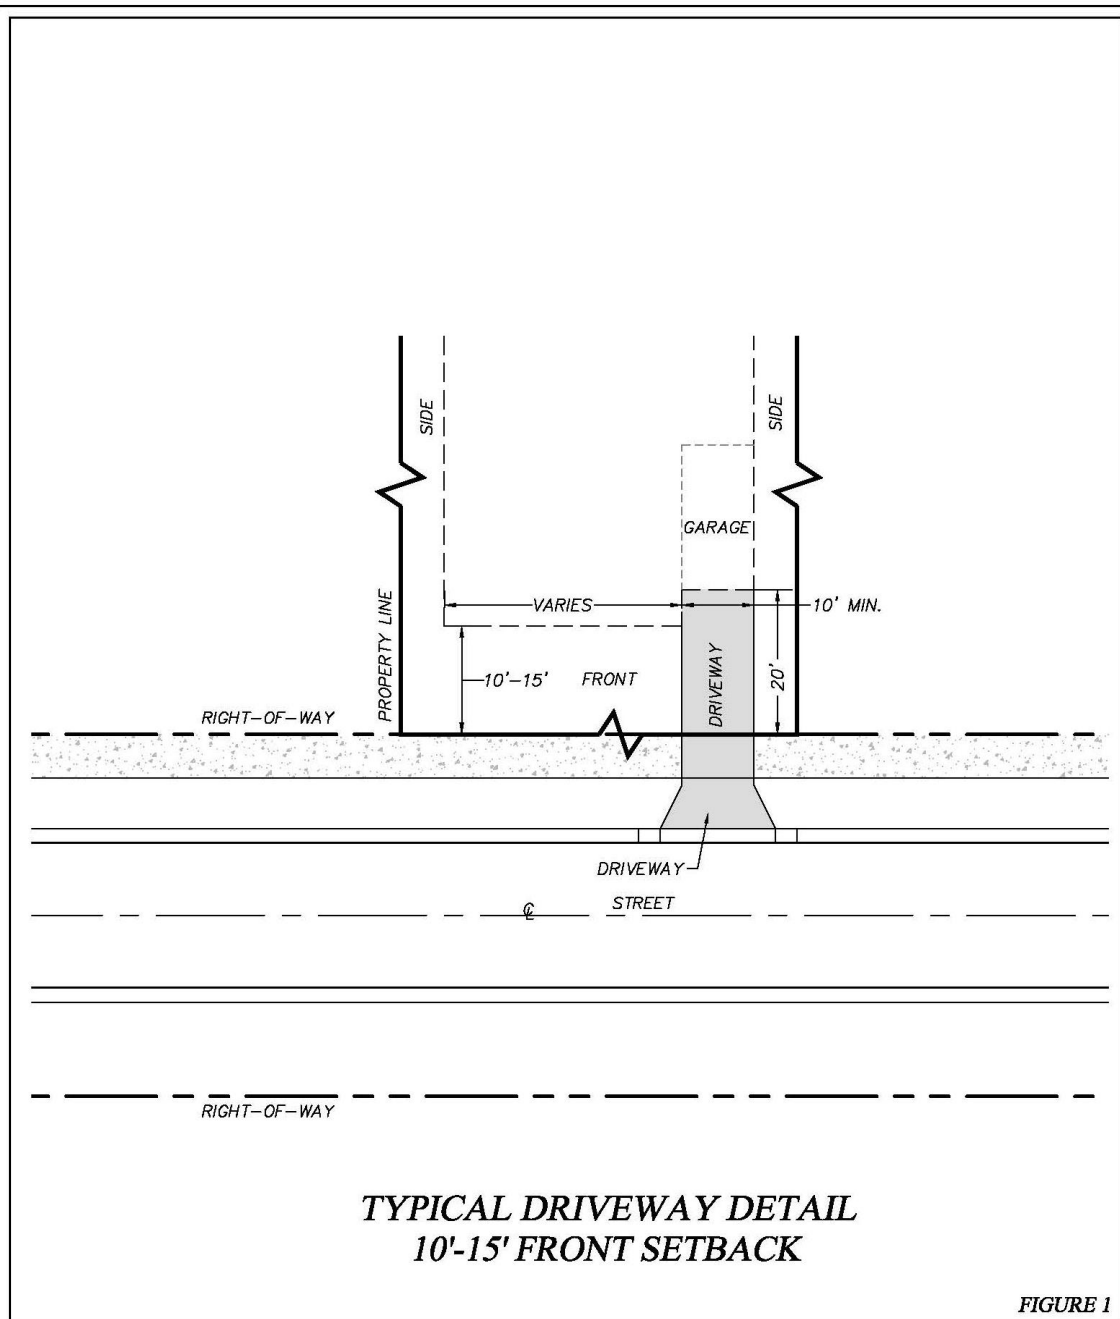 SIDE
SIDE
GARAGE
VARIES
10' MIN.
PROPERTY LINE
10'-15'
FRONT
DRIVEWAY
20'
RIGHT-OF-WAY
DRIVEWAY
STREET
℄
RIGHT-OF-WAY
TYPICAL DRIVEWAY DETAIL
10'-15' FRONT SETBACK
FIGURE 1